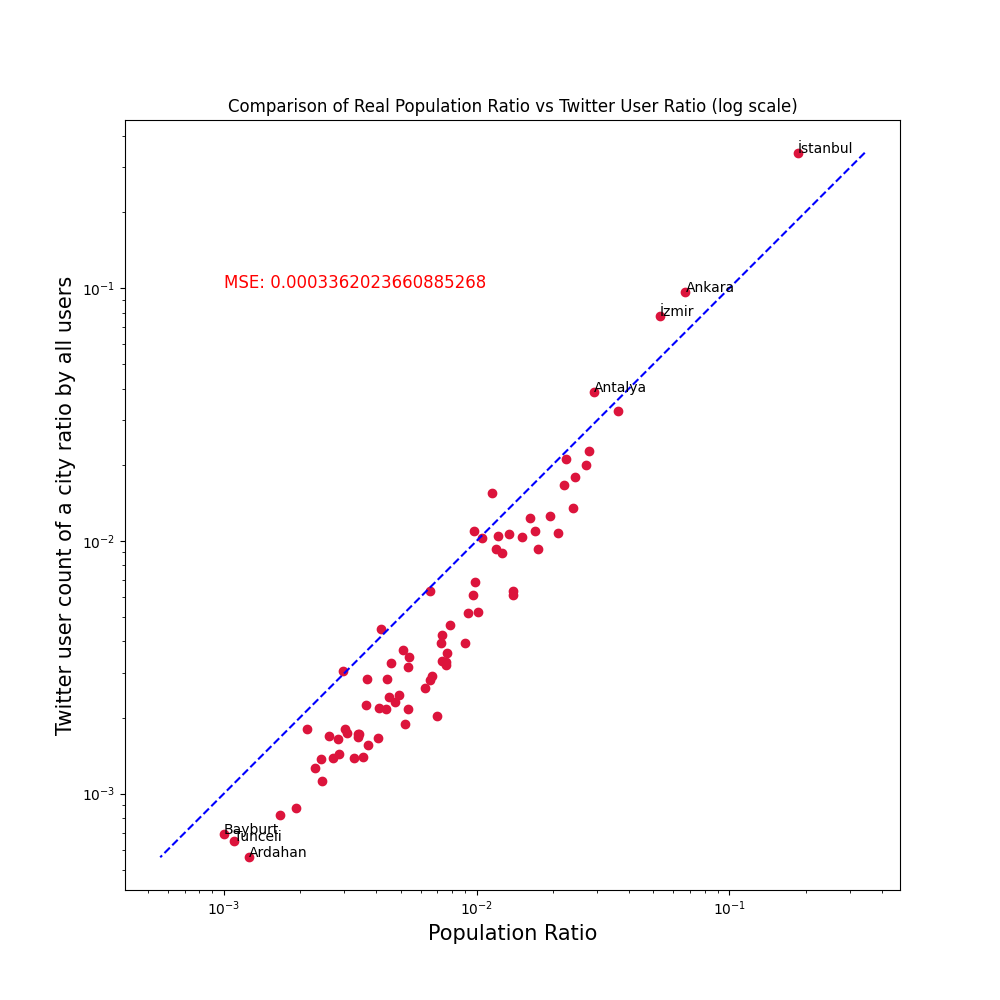 Comparison of Real Population Ratio vs Twitter User Ratio (log scale)
İstanbul
MSE: 0.0003362023660885268
Ankara
İzmir
Antalya
Bayburt
Tunceli
Ardahan
10⁻¹
10⁻²
10⁻³
Twitter user count of a city ratio by all users
10⁻³ 10⁻² 10⁻¹
Population Ratio